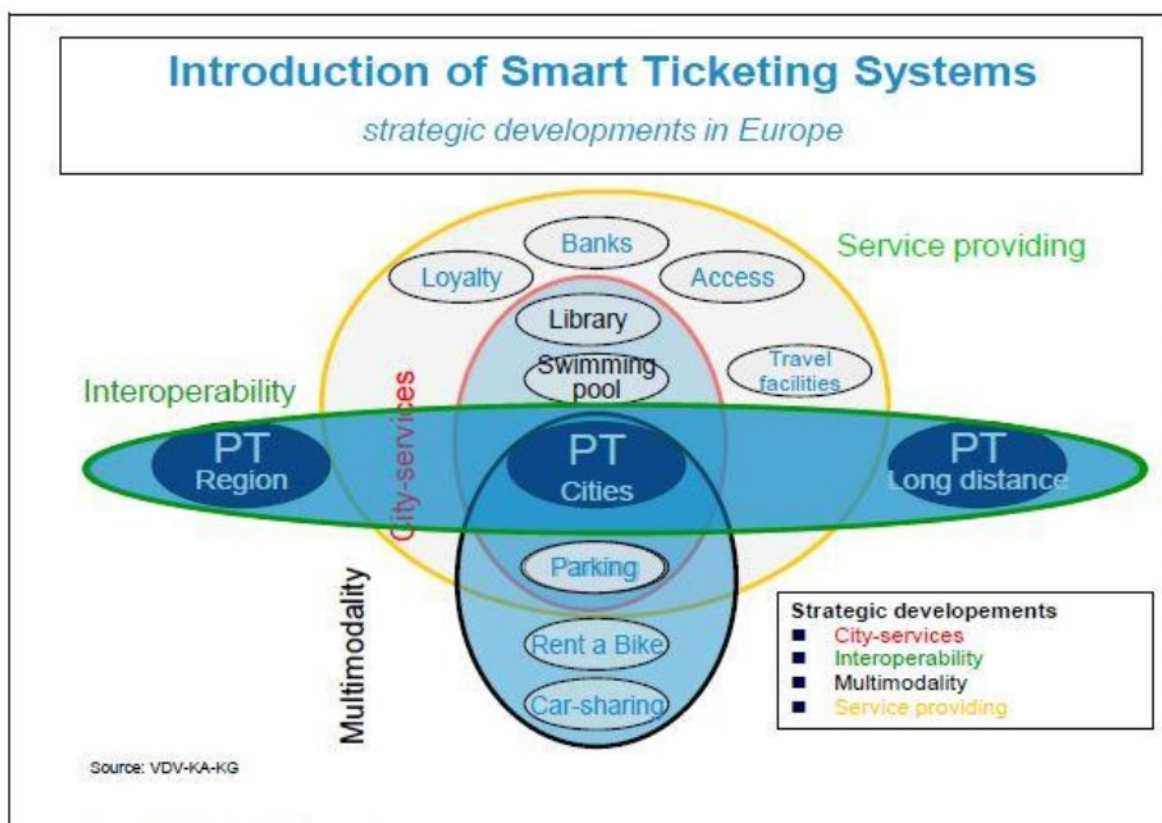 Introduction of Smart Ticketing Systems
strategic developments in Europe
Banks
Service providing
Loyalty
Access
Library
Swimming
pool
Travel
facilities
Interoperability
City-services
PT
Region
PT
Cities
PT
Long distance
Multimodality
Parking
Rent a Bike
Car-sharing
Strategic developements
City-services
Interoperability
Multimodality
Service providing
Source: VDV-KA-KG